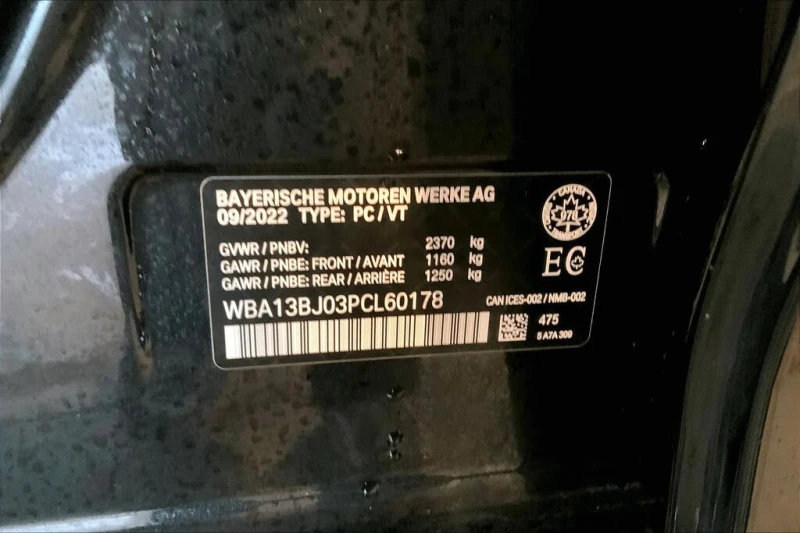 BAYERISCHE MOTOREN WERKE AG
09/2022 TYPE: PC/VT
GVWR / PNBV: 2370 kg
GAWR / PNBE: FRONT / AVANT 1160 kg
GAWR / PNBE: REAR / ARRIÈRE 1250 kg
WBA13BJ03PCL60178
CANADA
EC
CAN ICES-002 / NMB-002
475